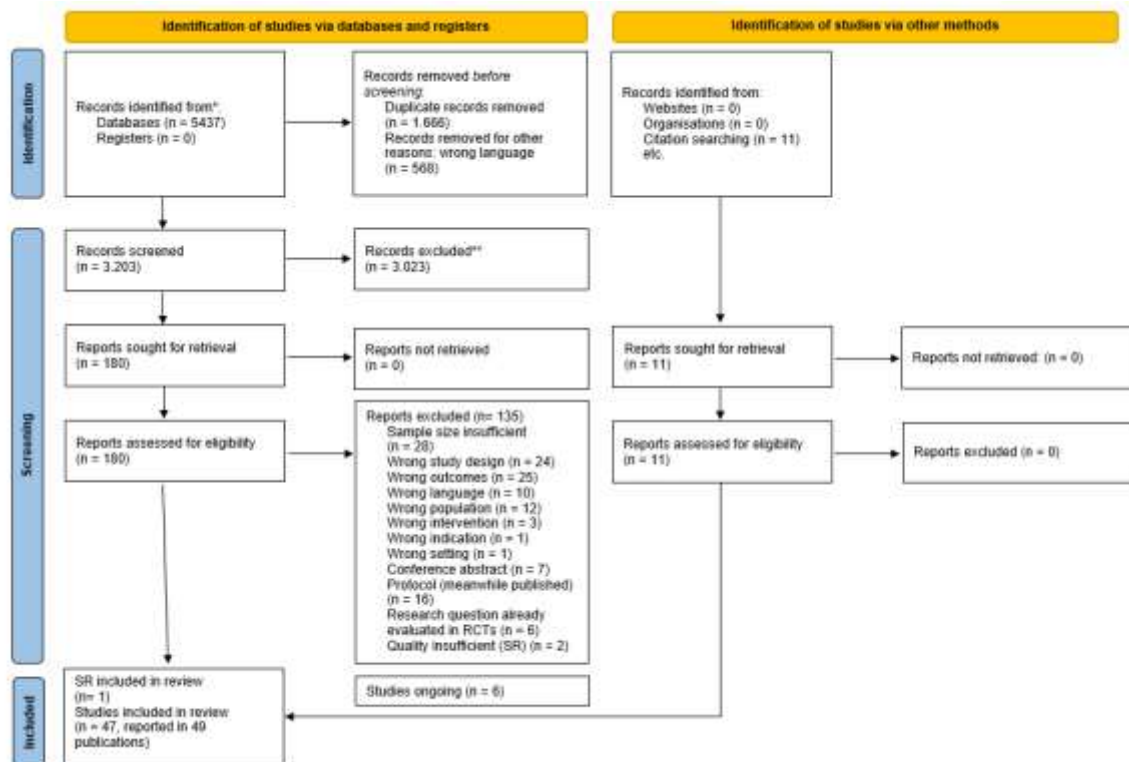 Identification of studies via databases and registers
Identification of studies via other methods
Identification
Records identified from*:
Databases (n = 5437)
Registers (n = 0)
Records removed before
screening:
Duplicate records removed
(n = 1.666)
Records removed for other
reasons: wrong language
(n = 568)
Records identified from:
Websites (n = 0)
Organisations (n = 0)
Citation searching (n = 11)
etc.
Screening
Records screened
(n = 3.203)
Records excluded**
(n = 3.023)
Reports sought for retrieval
(n = 180)
Reports not retrieved
(n = 0)
Reports sought for retrieval
(n = 11)
Reports not retrieved: (n = 0)
Reports assessed for eligibility
(n = 180)
Reports excluded (n= 135)
Sample size insufficient
(n = 28)
Wrong study design (n = 24)
Wrong outcomes (n = 25)
Wrong language (n = 10)
Wrong population (n = 12)
Wrong intervention (n = 3)
Wrong indication (n = 1)
Wrong setting (n = 1)
Conference abstract (n = 7)
Protocol (meanwhile published)
(n = 16)
Research question already
evaluated in RCTs (n = 6)
Quality Insufficient (SR) (n = 2)
Reports assessed for eligibility
(n = 11)
Reports excluded (n = 0)
Included
SR included in review
(n= 1)
Studies included in review
(n = 47, reported in 49
publications)
Studies ongoing (n = 6)